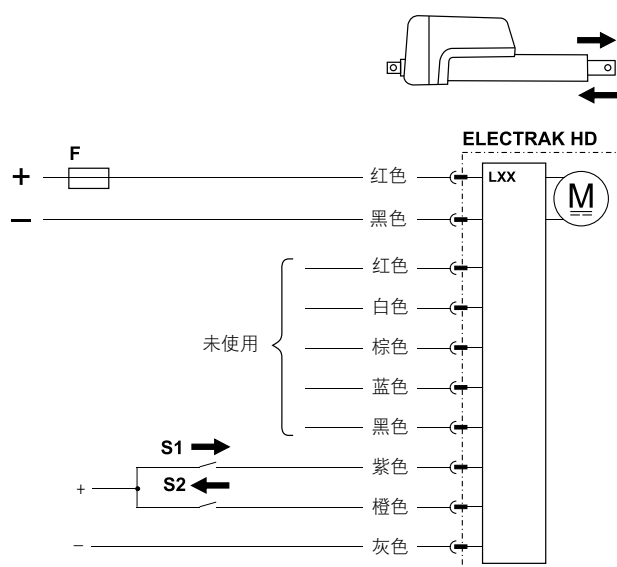 ELECTRAK HD
F
+ 红色 LXX
M
− 黑色
红色
白色
未使用 棕色
蓝色
黑色
S1 紫色
S2
+
橙色
− 灰色